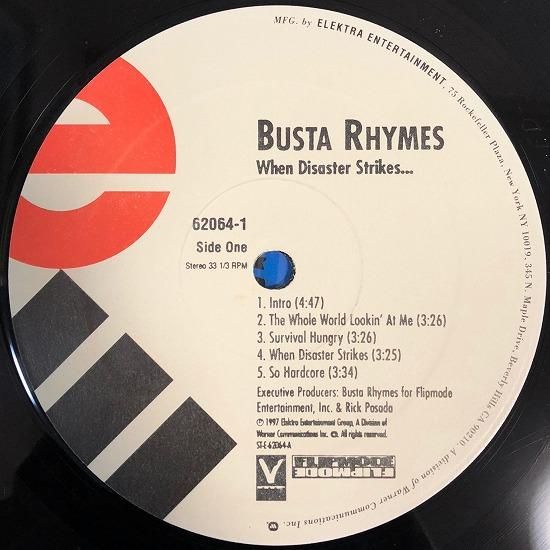 MFG. by ELEKTRA ENTERTAINMENT, 75 Rockefeller Plaza, New York NY 10019, 345 N. Maple Drive, Beverly Hills CA 90210. A division of Warner Communications Inc.
e
BUSTA RHYMES
When Disaster Strikes...
62064-1
Side One
Stereo 33 1/3 RPM
1. Intro (4:47)
2. The Whole World Lookin' At Me (3:26)
3. Survival Hungry (3:26)
4. When Disaster Strikes (3:25)
5. So Hardcore (3:34)
Executive Producers: Busta Rhymes for Flipmode
Entertainment, Inc. & Rick Posada
℗ 1997 Elektra Entertainment Group, A Division of
Warner Communications Inc. All rights reserved.
ST-E-62064-A
FLIPMODE